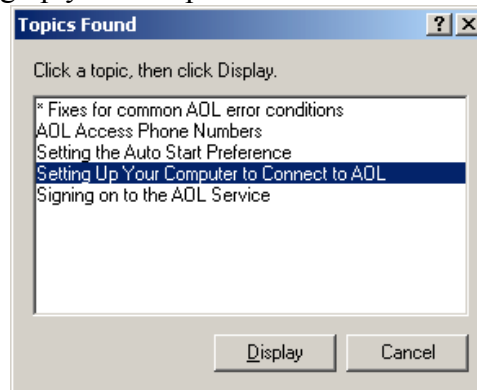 Topics Found
Click a topic, then click Display.
* Fixes for common AOL error conditions
AOL Access Phone Numbers
Setting the Auto Start Preference
Setting Up Your Computer to Connect to AOL
Signing on to the AOL Service
Display Cancel